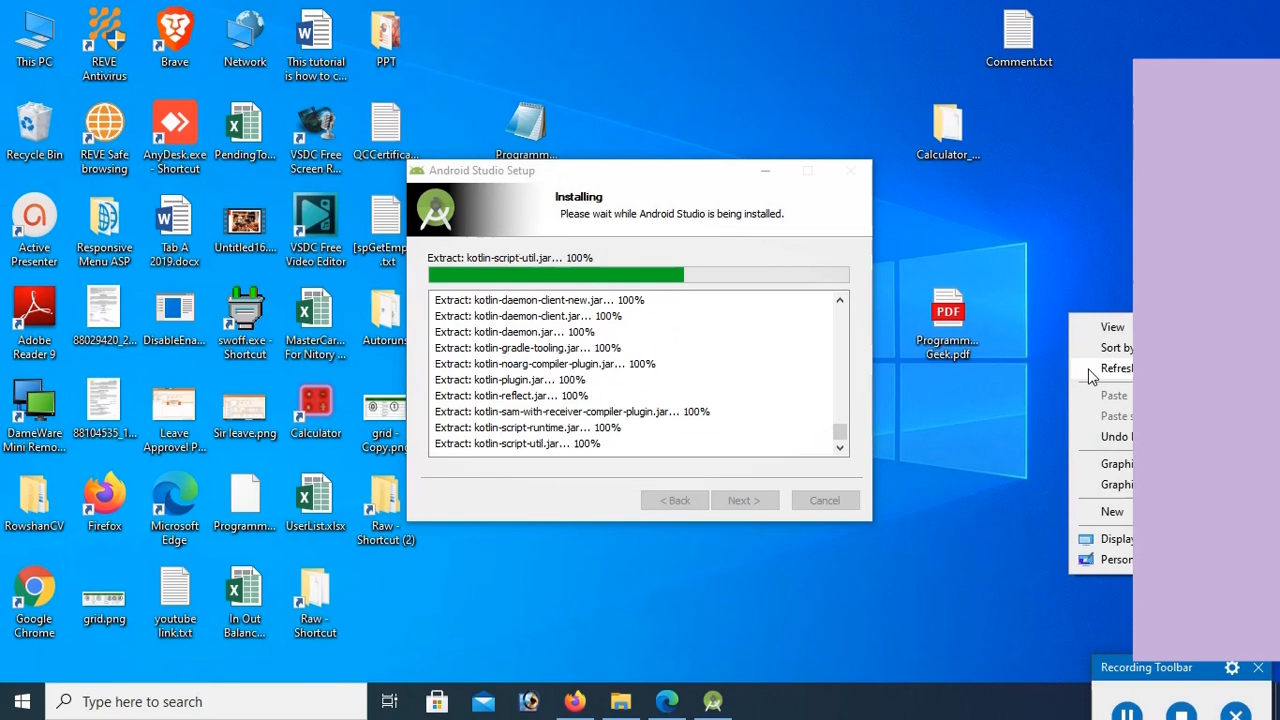 This PC
REVE
Antivirus
Brave
Network
This tutorial
is how to c...
PPT
Comment.txt
Recycle Bin
REVE Safe
browsing
AnyDesk.exe
- Shortcut
PendingTo...
VSDC Free
Screen R...
QCCertifica...
Programm...
Calculator_...
Active
Presenter
Responsive
Menu ASP
Tab A
2019.docx
Untitled16....
VSDC Free
Video Editor
[spGetEmp...
.txt
Adobe
Reader 9
88029420_2...
DisableEna...
swoff.exe -
Shortcut
MasterCar...
For Nitory ...
Autoruns
PDF
Programm...
Geek.pdf
DameWare
Mini Remo...
88104535_1...
Leave
Approvel P...
Sir leave.png
Calculator
grid -
Copy.png
RowshanCV
Firefox
Microsoft
Edge
Programm...
UserList.xlsx
Raw -
Shortcut (2)
Google
Chrome
grid.png
youtube
link.txt
In Out
Balanc...
Raw -
Shortcut
Android Studio Setup
Installing
Please wait while Android Studio is being installed.
Extract: kotlin-script-util.jar... 100%
Extract: kotlin-daemon-client-new.jar... 100%
Extract: kotlin-daemon-client.jar... 100%
Extract: kotlin-daemon.jar... 100%
Extract: kotlin-gradle-tooling.jar... 100%
Extract: kotlin-noarg-compiler-plugin.jar... 100%
Extract: kotlin-plugin.jar... 100%
Extract: kotlin-reflect.jar... 100%
Extract: kotlin-sam-with-receiver-compiler-plugin.jar... 100%
Extract: kotlin-script-runtime.jar... 100%
Extract: kotlin-script-util.jar... 100%
< Back
Next >
Cancel
View
Sort by
Refresh
Paste
Paste
Undo
New
Display
Recording Toolbar
Type here to search